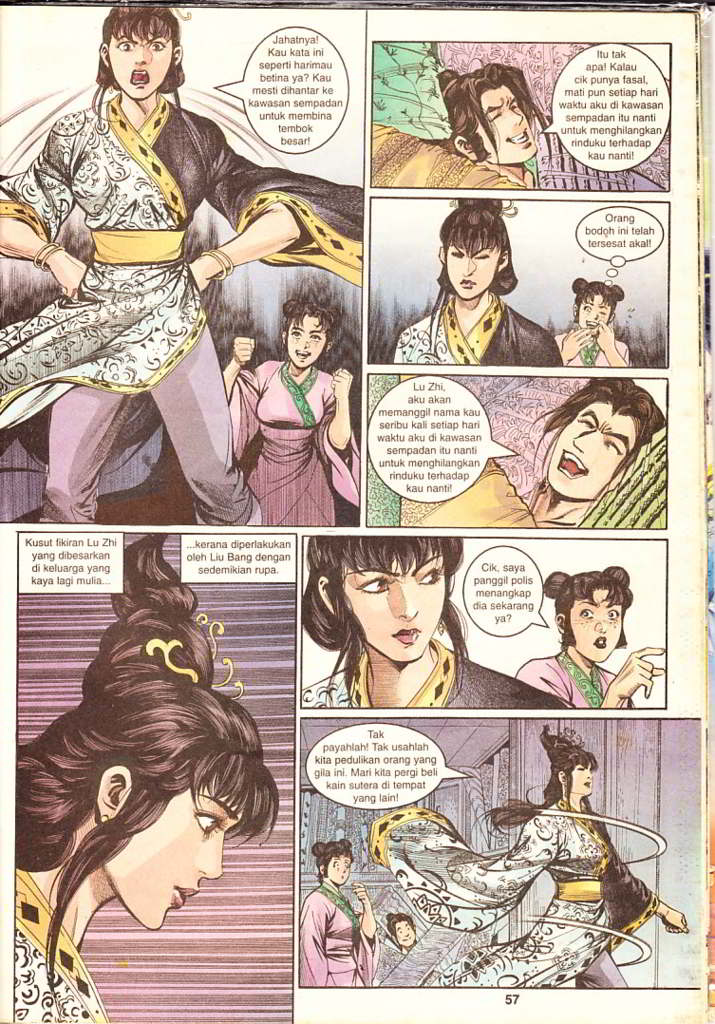 Jahatnya!
Kau kata ini
seperti harimau
betina ya? Kau
mesti dihantar ke
kawasan sempadan
untuk membina
tembok
besar!
Itu tak
apa! Kalau
cik punya fasal,
mati pun setiap hari
waktu aku di kawasan
sempadan itu nanti
untuk menghilangkan
rinduku terhadap
kau nanti!
Orang
bodoh ini telah
tersesat akal!
Lu Zhi,
aku akan
memanggil nama kau
seribu kali setiap hari
waktu aku di kawasan
sempadan itu nanti
untuk menghilangkan
rinduku terhadap
kau nanti!
Kusut fikiran Lu Zhi
yang dibesarkan
di keluarga yang
kaya lagi mulia...
...kerana diperlakukan
oleh Liu Bang dengan
sedemikian rupa.
Cik, saya
panggil polis
menangkap
dia sekarang
ya?
Tak
payahlah! Tak usahlah
kita pedulikan orang yang
gila ini. Mari kita pergi beli
kain sutera di tempat
yang lain!
57